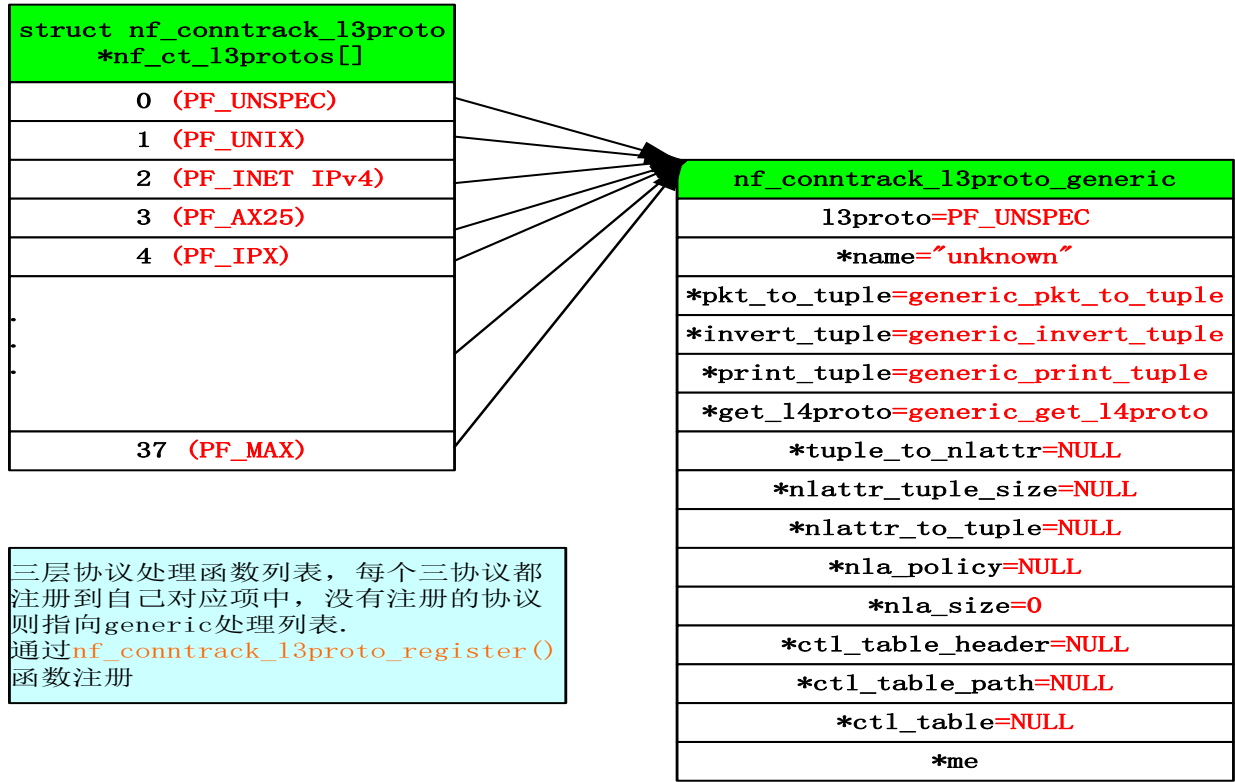 struct nf_conntrack_l3proto
*nf_ct_l3protos[]
0 (PF_UNSPEC)
1 (PF_UNIX)
2 (PF_INET IPv4)
3 (PF_AX25)
4 (PF_IPX)
.
.
.
37 (PF_MAX)
nf_conntrack_l3proto_generic
l3proto=PF_UNSPEC
*name="unknown"
*pkt_to_tuple=generic_pkt_to_tuple
*invert_tuple=generic_invert_tuple
*print_tuple=generic_print_tuple
*get_l4proto=generic_get_l4proto
*tuple_to_nlattr=NULL
*nlattr_tuple_size=NULL
*nlattr_to_tuple=NULL
*nla_policy=NULL
*nla_size=0
*ctl_table_header=NULL
*ctl_table_path=NULL
*ctl_table=NULL
*me
三层协议处理函数列表，每个三协议都
注册到自己对应项中，没有注册的协议
则指向generic处理列表.
通过nf_conntrack_l3proto_register()
函数注册